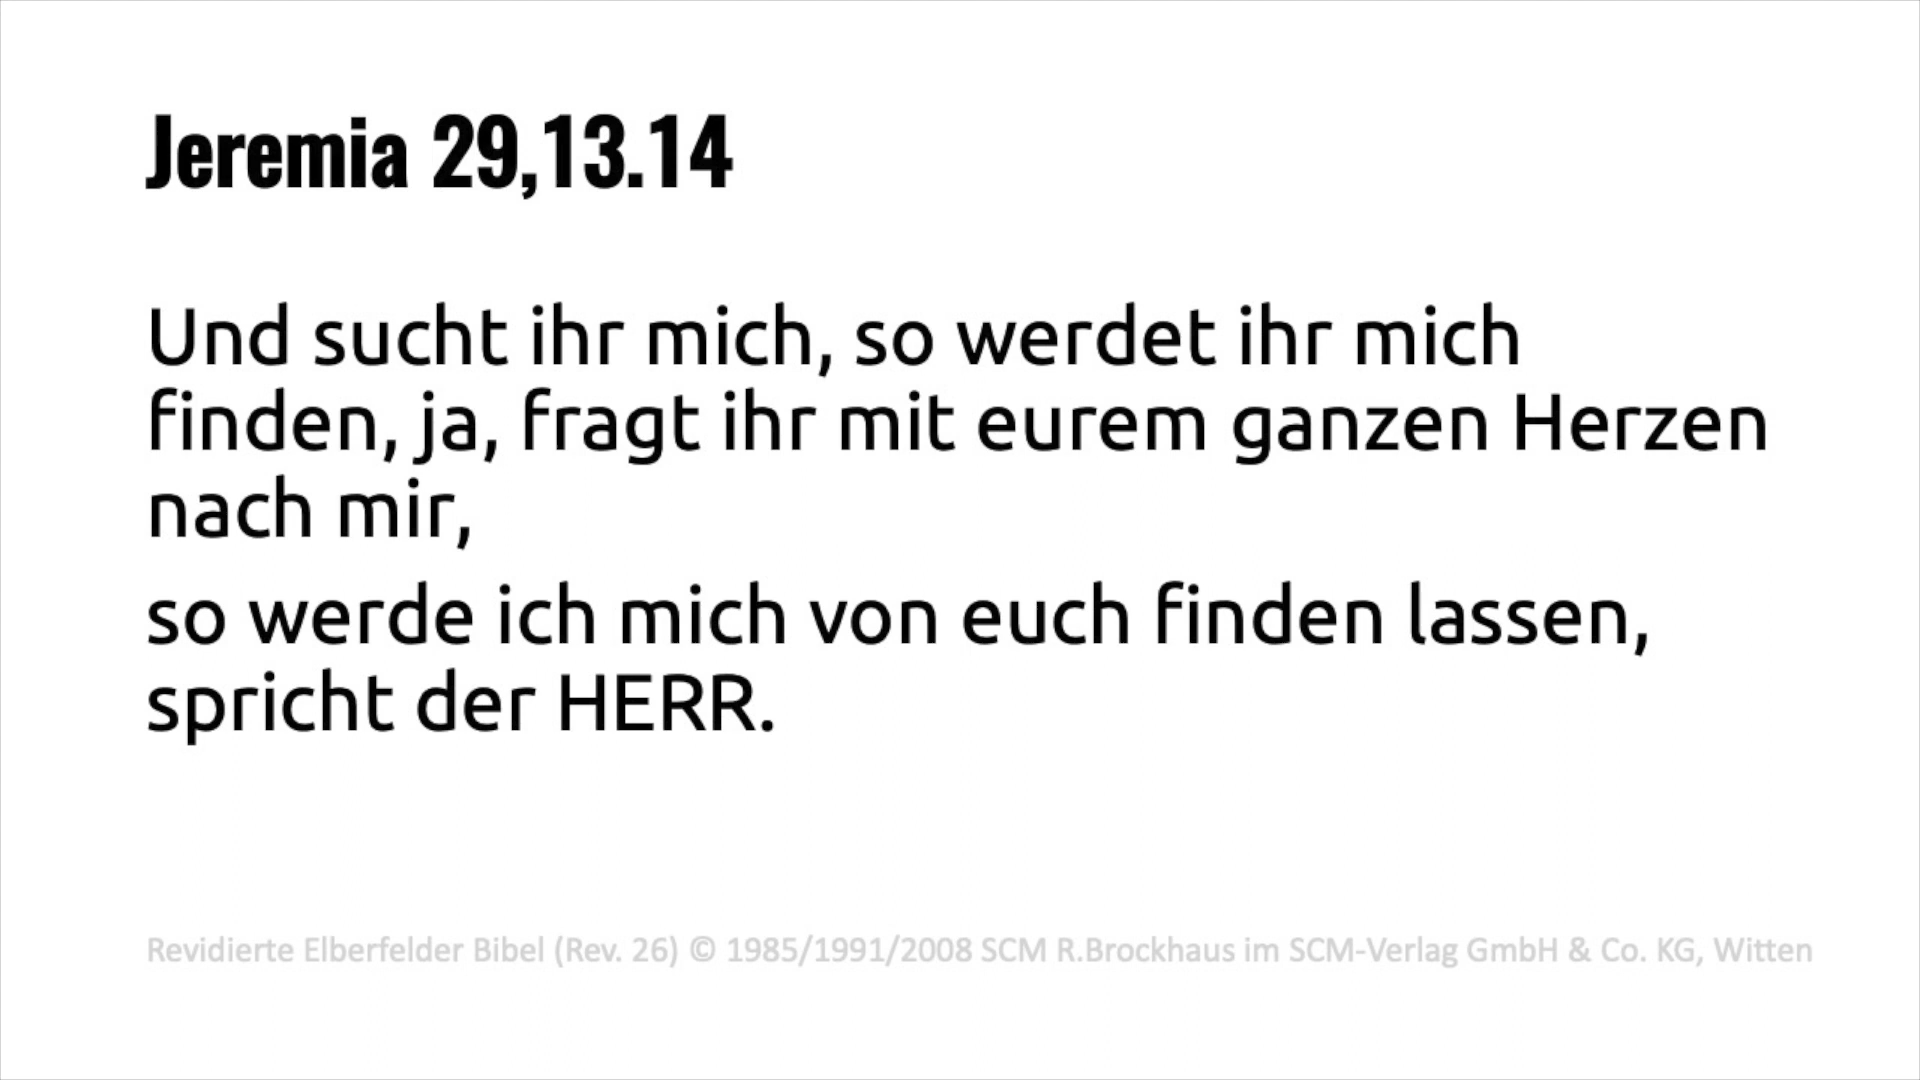 Jeremia 29,13.14
Und sucht ihr mich, so werdet ihr mich
finden, ja, fragt ihr mit eurem ganzen Herzen
nach mir,
so werde ich mich von euch finden lassen,
spricht der HERR.
Revidierte Elberfelder Bibel (Rev. 26) © 1985/1991/2008 SCM R.Brockhaus im SCM-Verlag GmbH & Co. KG, Witten